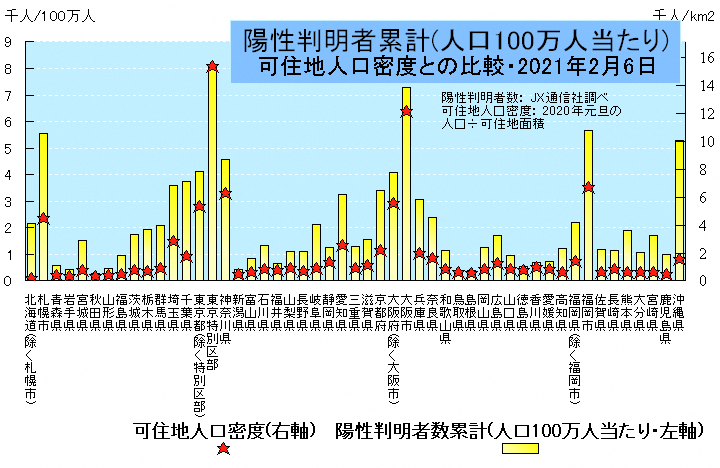 千人/100万人
千人/km2
陽性判明者累計(人口100万人当たり)
可住地人口密度との比較・2021年2月6日
陽性判明者数: JX通信社調べ
可住地人口密度: 2020年元旦の
人口÷可住地面積
9
8
7
6
5
4
3
2
1
0
16
14
12
10
8
6
4
2
0
北海道(除く札幌市)
札幌市
青森県
岩手県
宮城県
秋田県
山形県
福島県
茨城県
栃木県
群馬県
埼玉県
千葉県
東京都(除く特別区部)
東京特別区部
神奈川県
新潟県
富山県
石川県
福井県
山梨県
長野県
岐阜県
静岡県
愛知県
三重県
滋賀県
京都府
大阪府(除く大阪市)
大阪市
兵庫県
奈良県
和歌山県
鳥取県
島根県
岡山県
広島県
山口県
徳島県
香川県
愛媛県
高知県
福岡県(除く福岡市)
福岡市
佐賀県
長崎県
熊本県
大分県
宮崎県
鹿児島県
沖縄県
可住地人口密度(右軸)
陽性判明者数累計(人口100万人当たり・左軸)